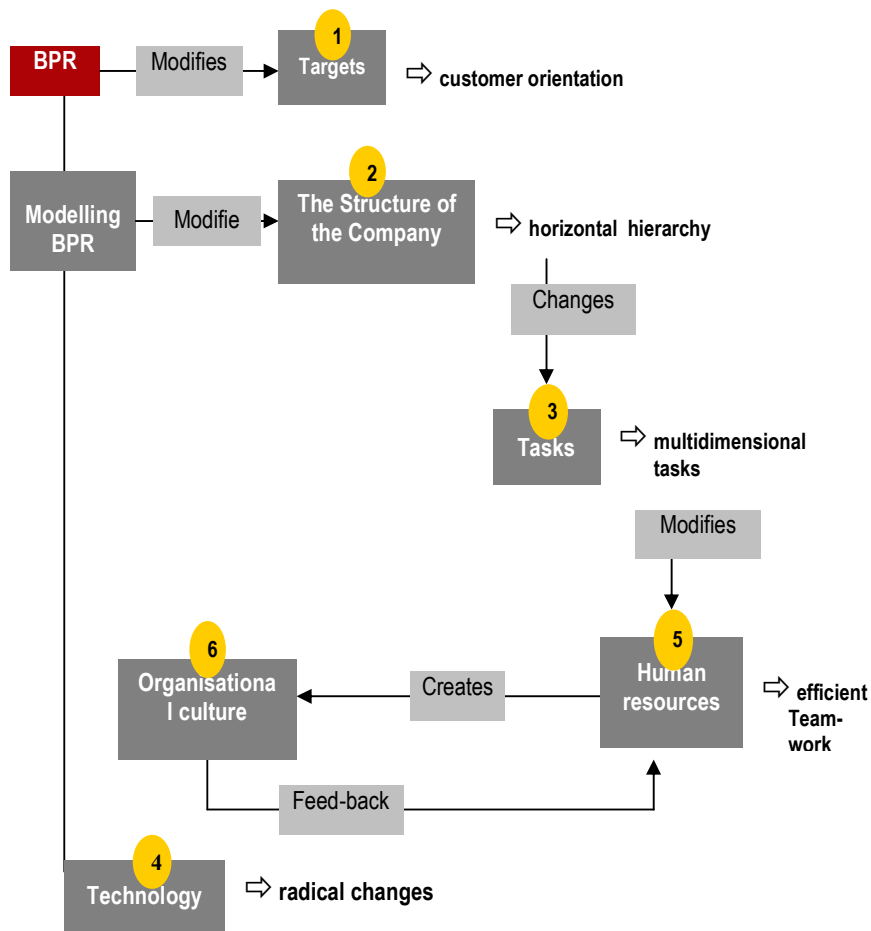 1
BPR
Modifies
Targets
customer orientation
2
Modelling
BPR
Modifie
The Structure of
the Company
horizontal hierarchy
Changes
3
Tasks
multidimensional
tasks
Modifies
5
Human
resources
efficient
Team-
work
6
Organisationa
l culture
Creates
Feed-back
4
Technology
radical changes